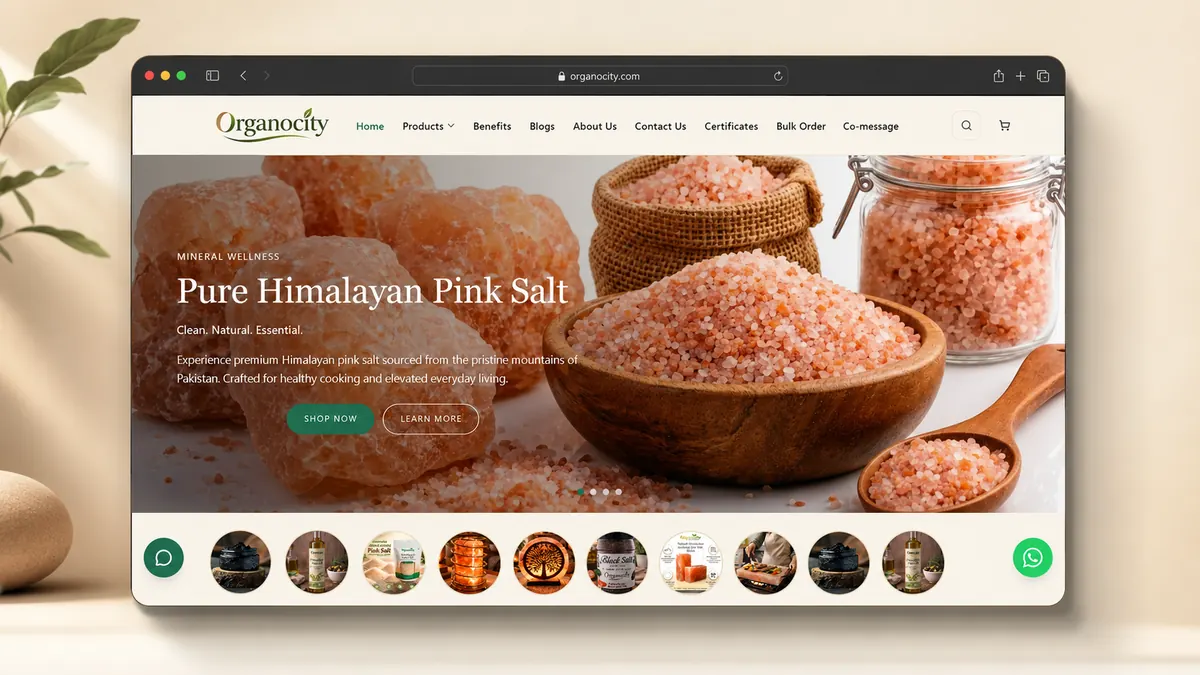 organocity.com
Organocity
Home Products Benefits Blogs About Us Contact Us Certificates Bulk Order Co-message
MINERAL WELLNESS
Pure Himalayan Pink Salt
Clean. Natural. Essential.
Experience premium Himalayan pink salt sourced from the pristine mountains of
Pakistan. Crafted for healthy cooking and elevated everyday living.
SHOP NOW LEARN MORE
Pink Salt
Black Salt
Organocity